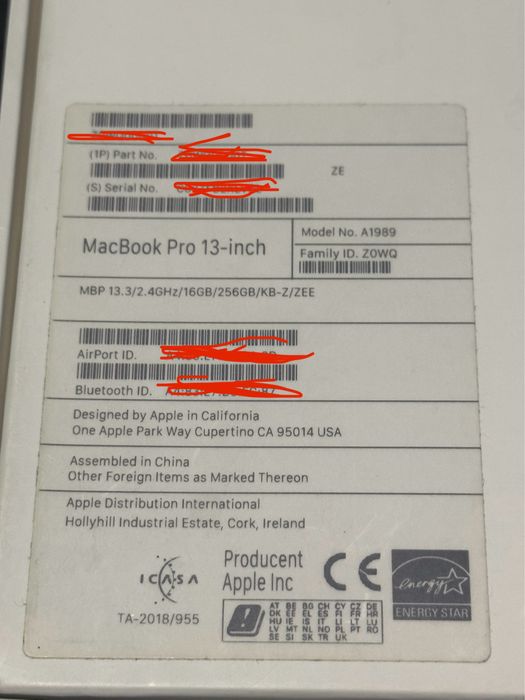 (1P) Part No.
ZE
(S) Serial No.
MacBook Pro 13-inch
Model No. A1989
Family ID. Z0WQ
MBP 13.3/2.4GHz/16GB/256GB/KB-Z/ZEE
AirPort ID.
Bluetooth ID.
Designed by Apple in California
One Apple Park Way Cupertino CA 95014 USA
Assembled in China
Other Foreign Items as Marked Thereon
Apple Distribution International
Hollyhill Industrial Estate, Cork, Ireland
ICASA
TA-2018/955
Producent
Apple Inc
CE
energy
ENERGY STAR
AT BE BG CH CY CZ DE
DK EE EL ES FI FR HR
HU IE IS IT LI LT LU
LV MT NL NO PL PT RO
SE SI SK TR UK